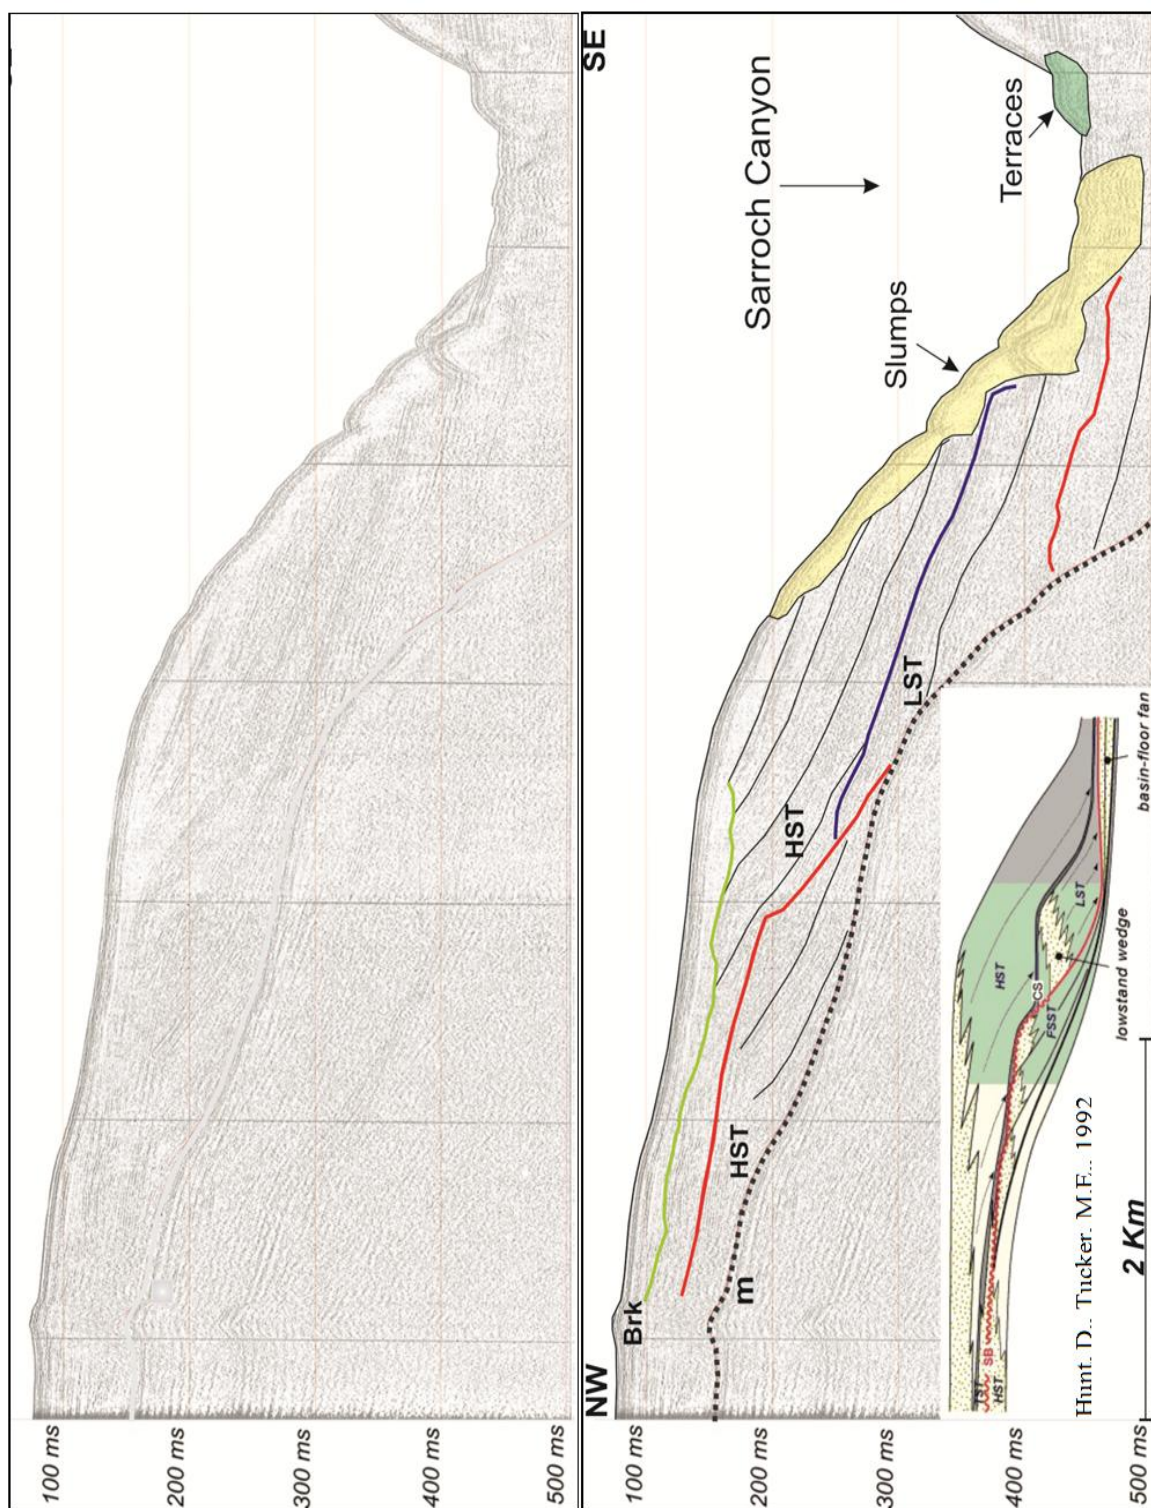 100 ms
200 ms
300 ms
400 ms
500 ms
NW
SE
Sarroch Canyon
Terraces
Slumps
Brk
HST
HST
LST
m
100 ms
200 ms
300 ms
400 ms
500 ms
HST
CS
LST
FSST
TST
SB
HST
lowstand wedge
basin-floor fan
Hunt. D., Tucker. M.E., 1992
2 Km